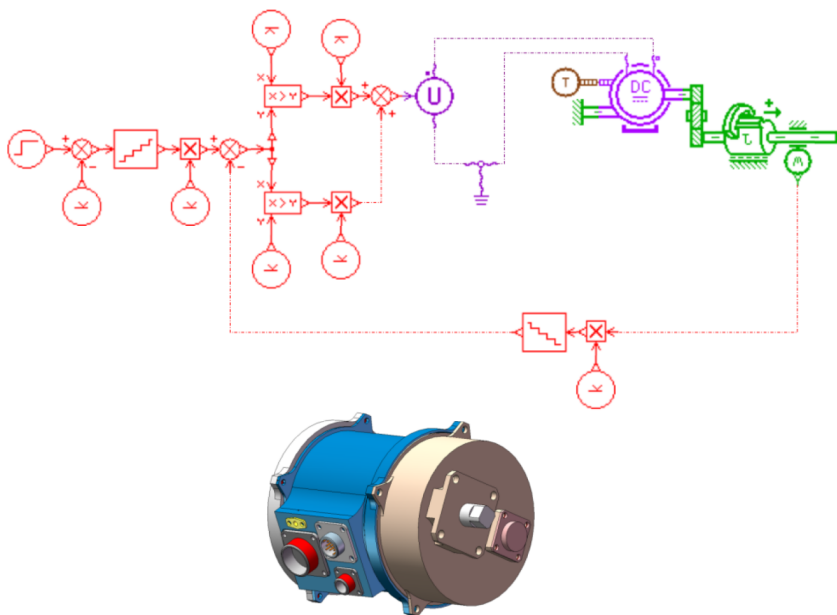 k k
T DC
x
x > Y + U
Y +
+
τ
+ +
- -
ω
k k x
x > Y
Y
k k
k